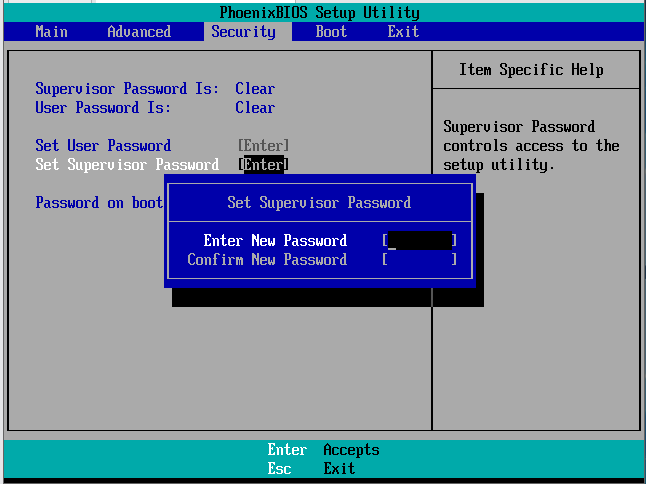 PhoenixBIOS Setup Utility
Main Advanced Security Boot Exit
Item Specific Help
Supervisor Password Is: Clear
User Password Is: Clear
Set User Password [Enter]
Set Supervisor Password [Enter]
Password on boot
Supervisor Password
controls access to the
setup utility.
Set Supervisor Password
Enter New Password [ ]
Confirm New Password [ ]
Enter Accepts
Esc Exit